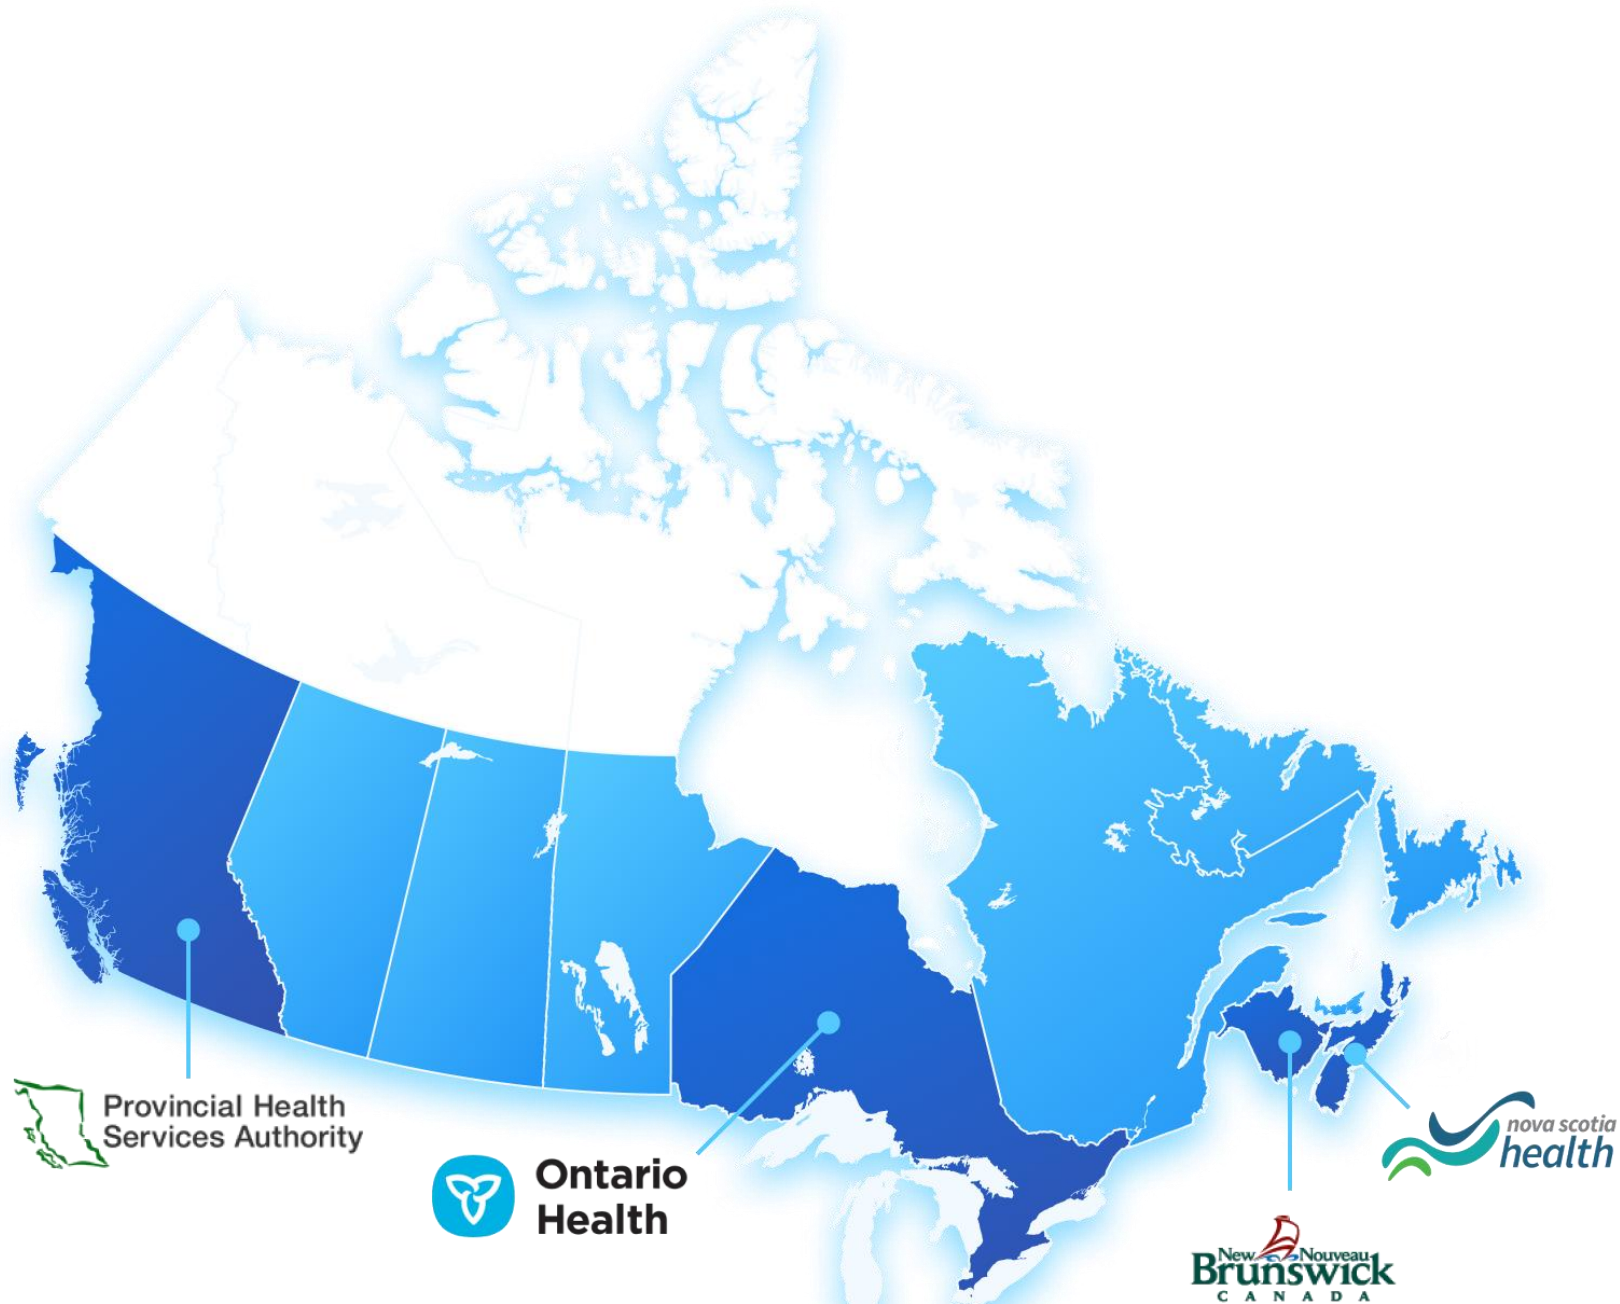 Provincial Health
Services Authority
Ontario
Health
nova scotia
health
New Nouveau
Brunswick
CANADA